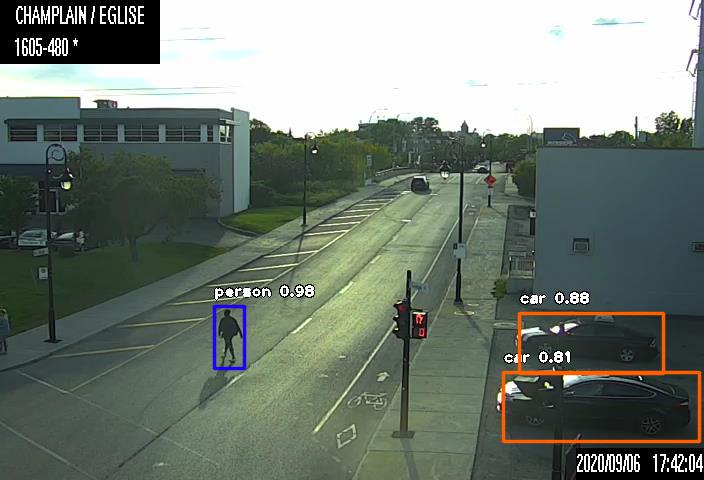 CHAMPLAIN / EGLISE
1605-480 *
person 0.98
car 0.88
car 0.81
2020/09/06 17:42:04